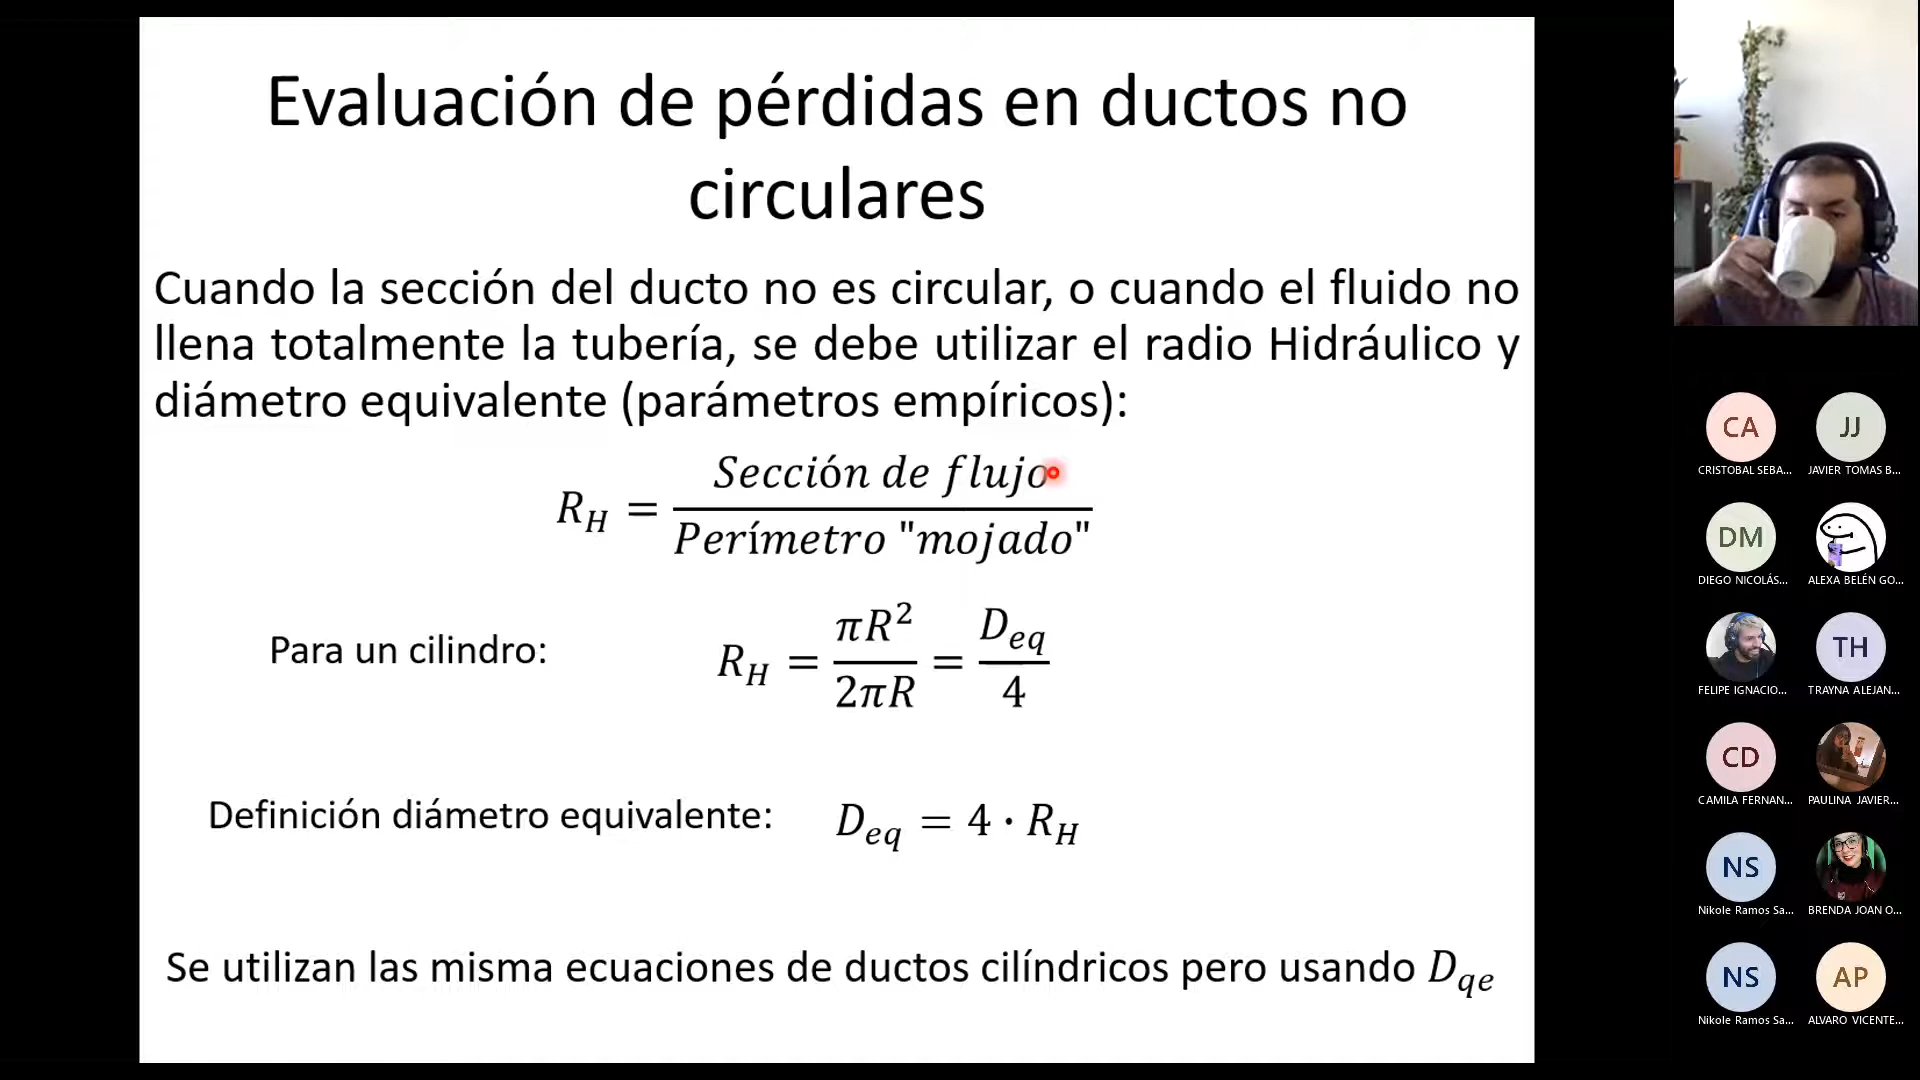 Evaluación de pérdidas en ductos no
circulares
Cuando la sección del ducto no es circular, o cuando el fluido no
llena totalmente la tubería, se debe utilizar el radio Hidráulico y
diámetro equivalente (parámetros empíricos):
R_H = Sección de flujo / Perímetro "mojado"
Para un cilindro: R_H = πR² / 2πR = D_eq / 4
Definición diámetro equivalente: D_eq = 4 · R_H
Se utilizan las misma ecuaciones de ductos cilíndricos pero usando D_qe
CA
CRISTOBAL SEBA...
JJ
JAVIER TOMAS B...
DM
DIEGO NICOLÁS...
ALEXA BELÉN GO...
FELIPE IGNACIO...
TH
TRAYNA ALEJAN...
CD
CAMILA FERNAN...
PAULINA JAVIER...
NS
Nikole Ramos Sa...
BRENDA JOAN O...
NS
Nikole Ramos Sa...
AP
ALVARO VICENTE...